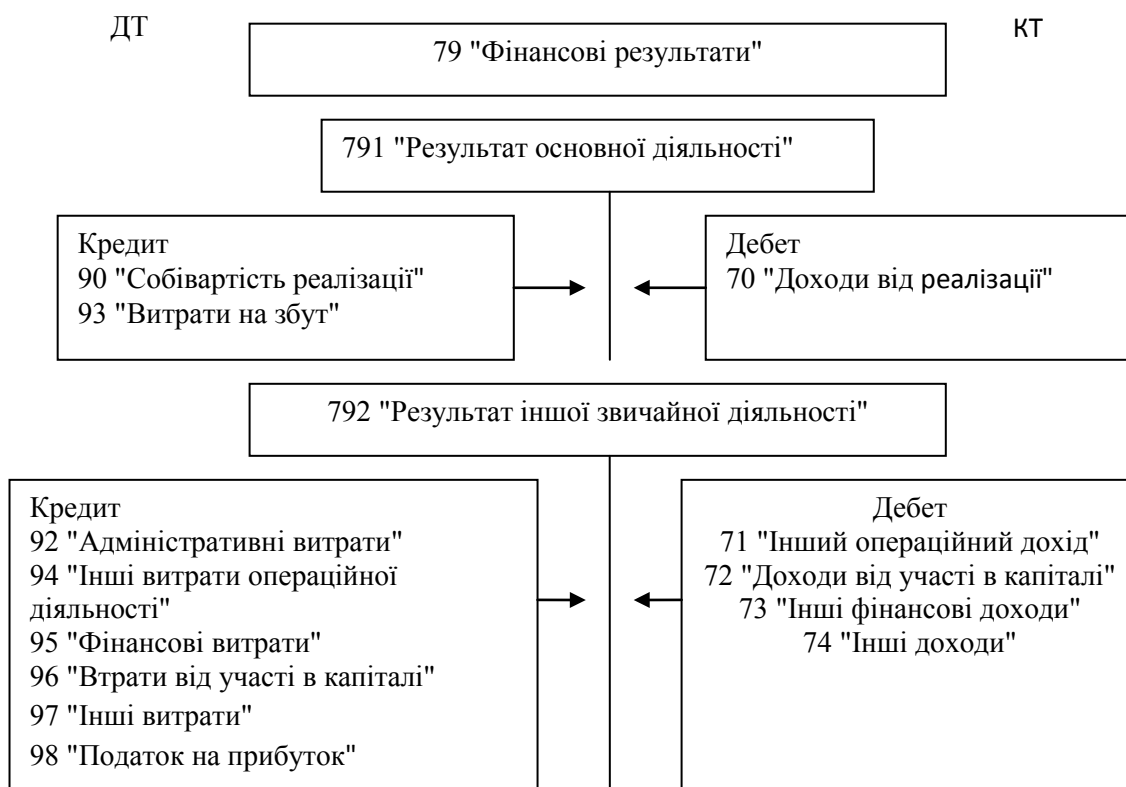 ДТ
КТ
79 "Фінансові результати"
791 "Результат основної діяльності"
Кредит
90 "Собівартість реалізації"
93 "Витрати на збут"
Дебет
70 "Доходи від реалізації"
792 "Результат іншої звичайної діяльності"
Кредит
92 "Адміністративні витрати"
94 "Інші витрати операційної
діяльності"
95 "Фінансові витрати"
96 "Втрати від участі в капіталі"
97 "Інші витрати"
98 "Податок на прибуток"
Дебет
71 "Інший операційний дохід"
72 "Доходи від участі в капіталі"
73 "Інші фінансові доходи"
74 "Інші доходи"